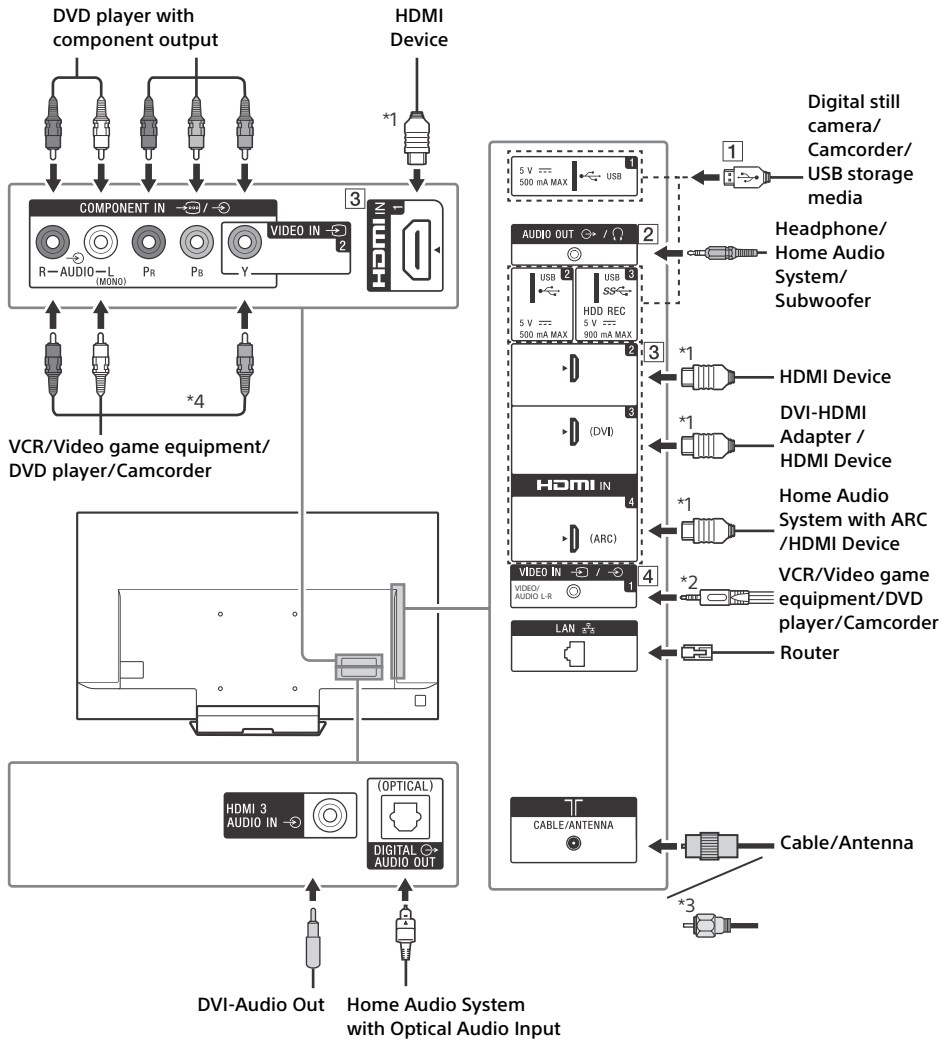 DVD player with
component output
HDMI
Device
*1
3
COMPONENT IN
VIDEO IN
2
R-AUDIO-L
(MONO)
PR
PB
Y
HDMI IN
1
*4
VCR/Video game equipment/
DVD player/Camcorder
1
5 V
500 mA MAX
USB
1
Digital still
camera/
Camcorder/
USB storage
media
AUDIO OUT
2
Headphone/
Home Audio
System/
Subwoofer
USB
2
5 V
500 mA MAX
USB
3
SS
HDD REC
5 V
900 mA MAX
2
3
*1
HDMI Device
3
(DVI)
*1
DVI-HDMI
Adapter /
HDMI Device
HDMI IN
4
(ARC)
*1
Home Audio
System with ARC
/HDMI Device
VIDEO IN
1
VIDEO/
AUDIO L-R
4
*2
VCR/Video game
equipment/DVD
player/Camcorder
LAN
Router
CABLE/ANTENNA
Cable/Antenna
*3
HDMI 3
AUDIO IN
(OPTICAL)
DIGITAL
AUDIO OUT
DVI-Audio Out
Home Audio System
with Optical Audio Input